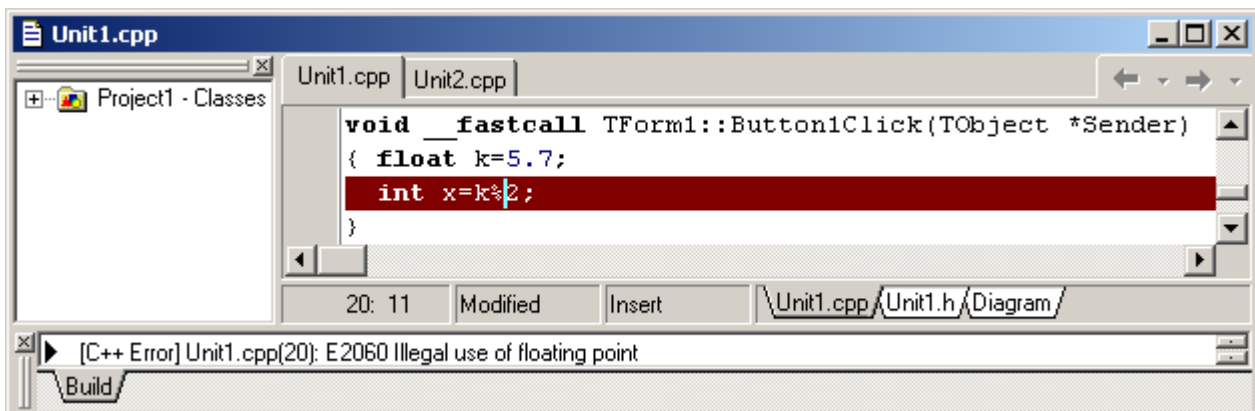 Unit1.cpp
Project1 - Classes
Unit1.cpp Unit2.cpp
void __fastcall TForm1::Button1Click(TObject *Sender)
{ float k=5.7;
int x=k%2;
}
20: 11 Modified Insert Unit1.cpp Unit1.h Diagram
[C++ Error] Unit1.cpp(20): E2060 Illegal use of floating point
Build